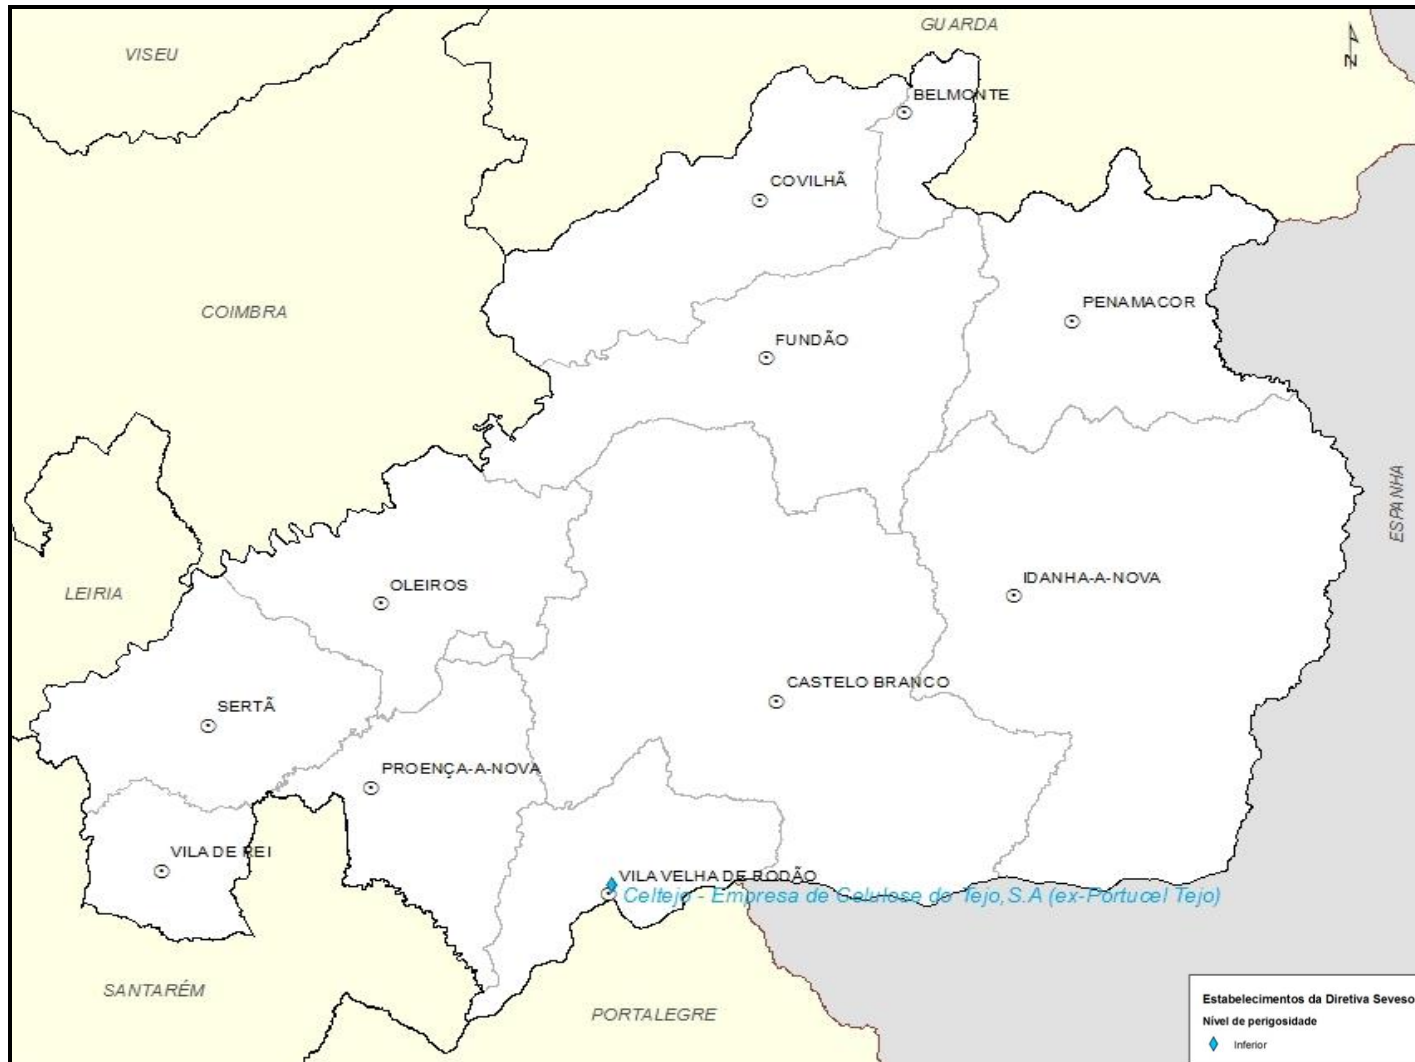 GUARDA
VISEU
N
BELMONTE
COVILHÃ
COIMBRA
PENAMACOR
FUNDÃO
ESPANHA
IDANHA-A-NOVA
OLEIROS
LEIRIA
CASTELO BRANCO
SERTÃ
PROENÇA-A-NOVA
VILA DE REI
VILA VELHA DE RODÃO
Celtejo - Empresa de Celulose do Tejo,S.A (ex-Portucel Tejo)
SANTARÉM
PORTALEGRE
Estabelecimentos da Diretiva Seveso
Nível de perigosidade
Inferior